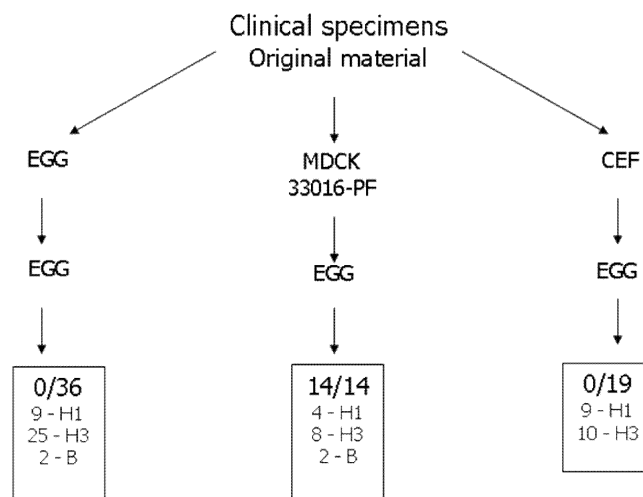 Clinical specimens
Original material
EGG
MDCK
33016-PF
CEF
EGG
EGG
EGG
0/36
9 - H1
25 - H3
2 - B
14/14
4 - H1
8 - H3
2 - B
0/19
9 - H1
10 - H3